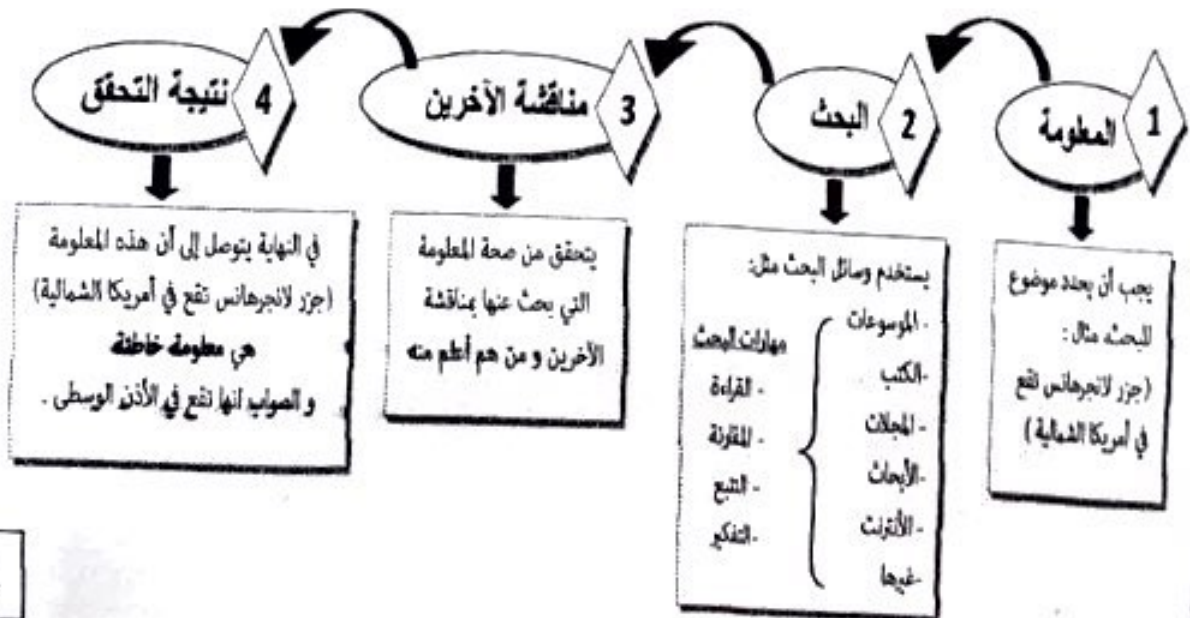 1
المعلومة
2
البحث
3
مناقشة الآخرين
4
نتيجة التحقق
يجب أن يحدد موضوع
للبحث، مثال :
(جزر لانجرهانس تقع
في أمريكا الشمالية )
يستخدم وسائل البحث مثل:
- الموسوعات
-الكتب
- المجلات
-الأبحاث
- الأنترنت
-غيرها
مهارات البحث
- القراءة
- المقارنة
- التتبع
-التفكير
يتحقق من صحة المعلومة
التي بحث عنها بمناقشة
الآخرين و من هم أعلم منه
في النهاية يتوصل إلى أن هذه المعلومة
(جزر لانجرهانس تقع في أمريكا الشمالية)
هي معلومة خاطئة
و الصواب انها تقع في الأذن الوسطى .